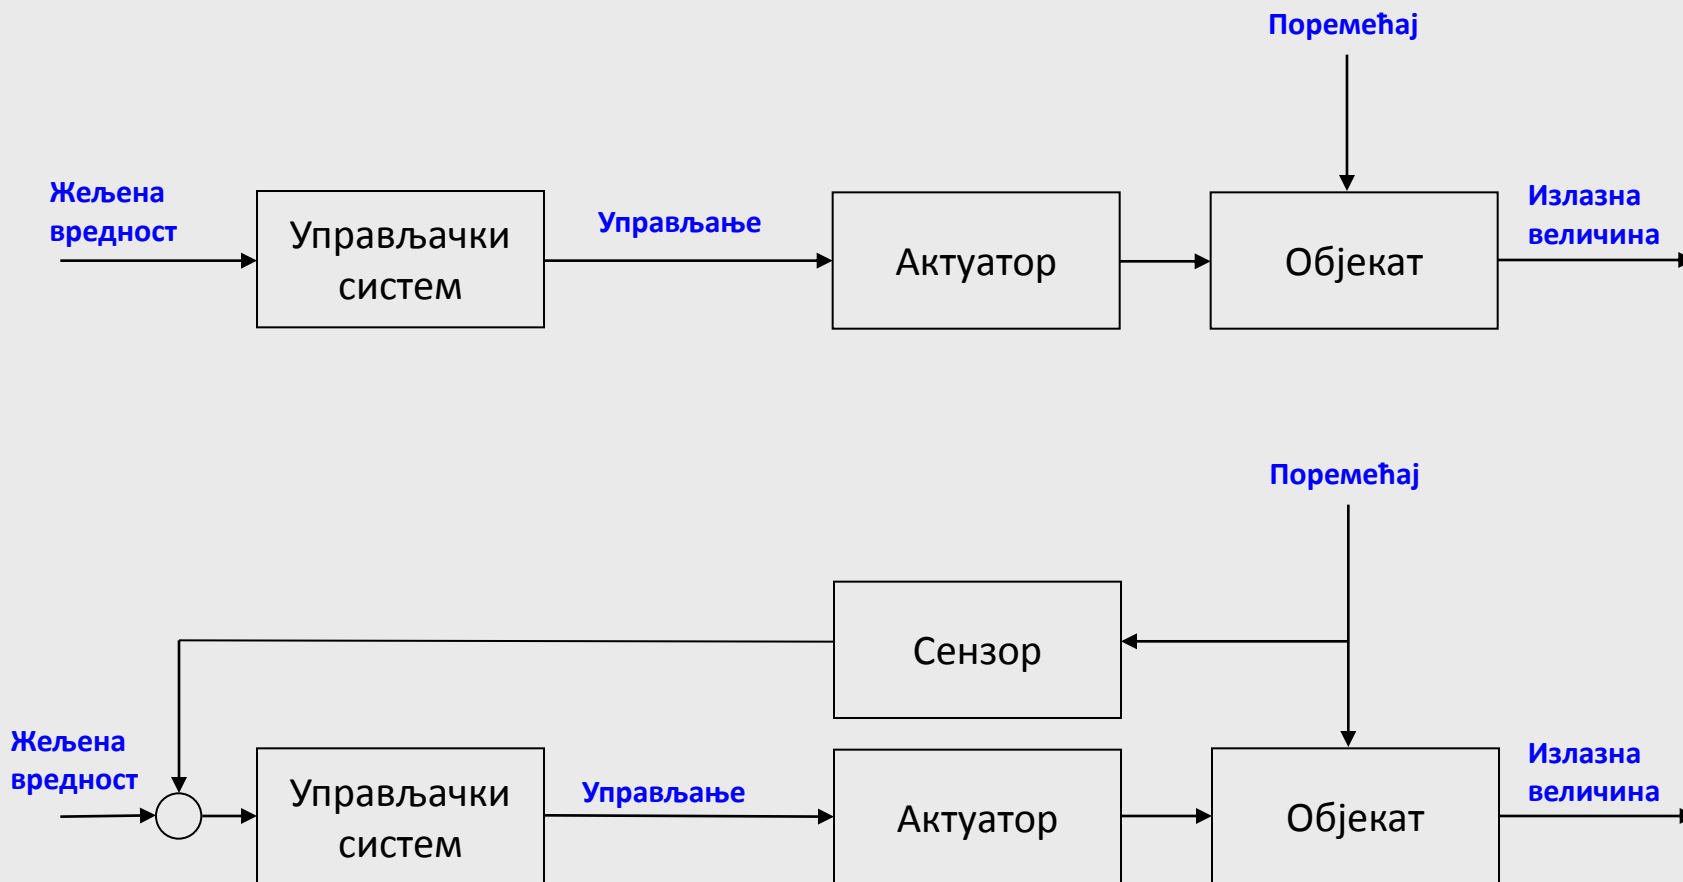 Поремећај
Жељена
вредност
Управљачки
систем
Управљање
Актуатор
Објекат
Излазна
величина
Поремећај
Сензор
Жељена
вредност
Управљачки
систем
Управљање
Актуатор
Објекат
Излазна
величина